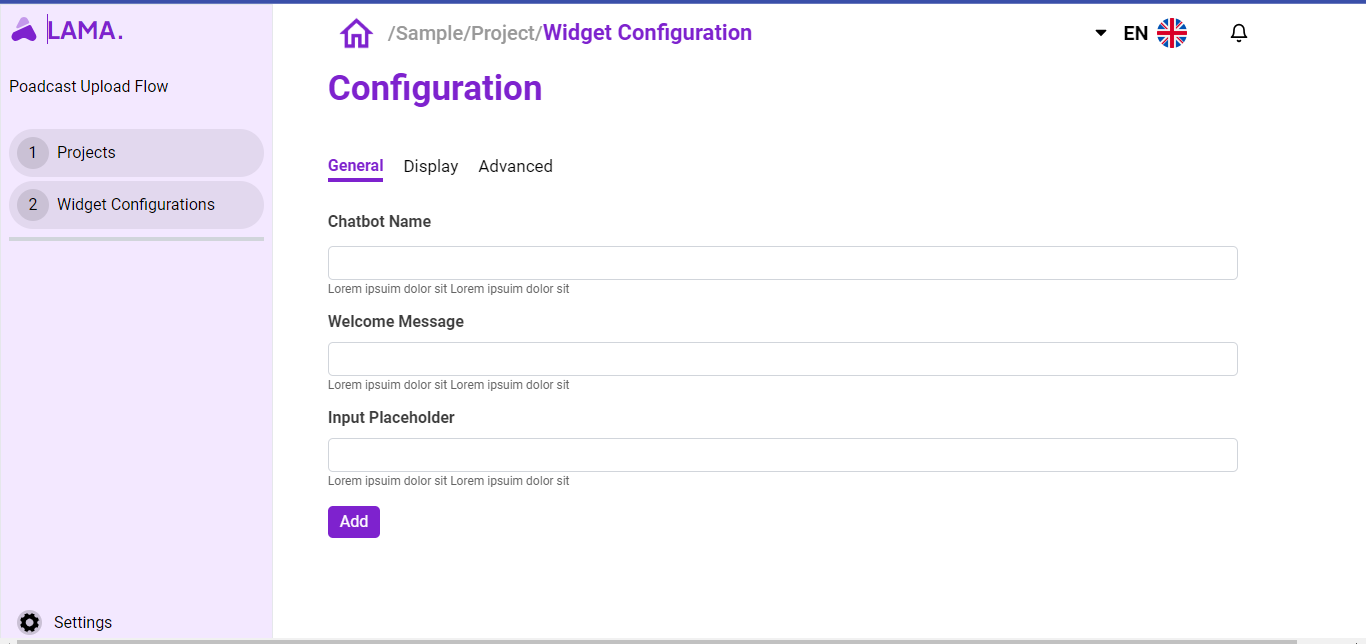 LAMA.
/Sample/Project/Widget Configuration
EN
Poadcast Upload Flow
1 Projects
2 Widget Configurations
Settings
Configuration
General Display Advanced
Chatbot Name
Lorem ipsuim dolor sit Lorem ipsuim dolor sit
Welcome Message
Lorem ipsuim dolor sit Lorem ipsuim dolor sit
Input Placeholder
Lorem ipsuim dolor sit Lorem ipsuim dolor sit
Add